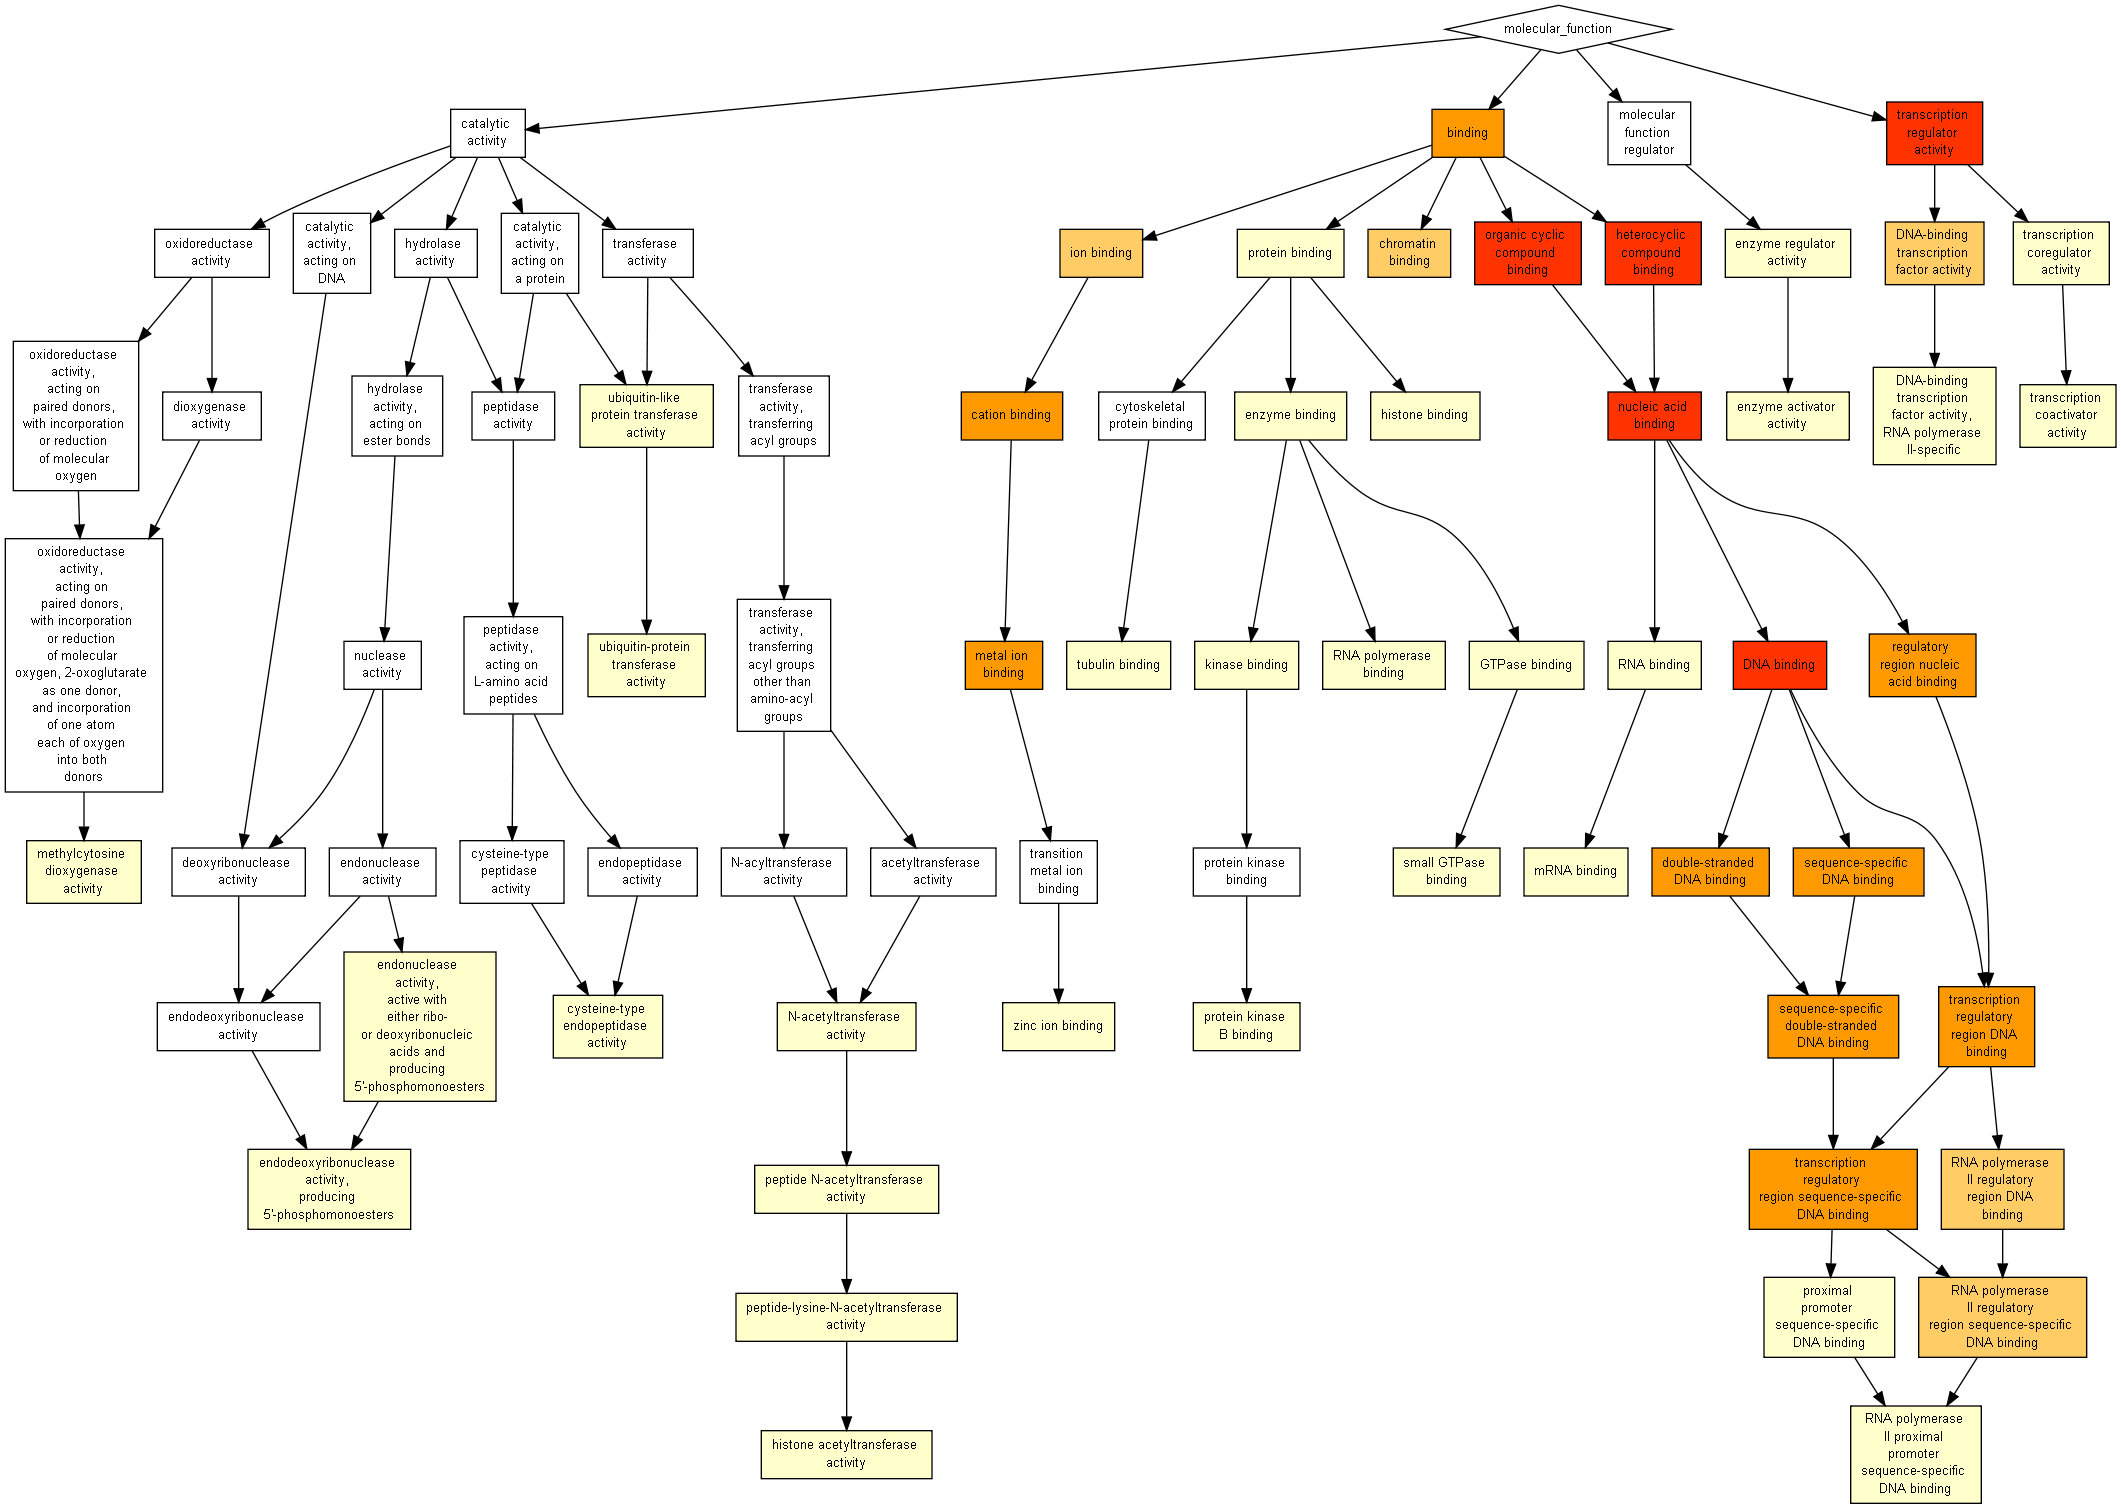 molecular_function
catalytic
activity
binding
molecular
function
regulator
transcription
regulator
activity
oxidoreductase
activity
catalytic
activity,
acting on
DNA
hydrolase
activity
catalytic
activity,
acting on
a protein
transferase
activity
ion binding
protein binding
chromatin
binding
organic cyclic
compound
binding
heterocyclic
compound
binding
enzyme regulator
activity
DNA-binding
transcription
factor activity
transcription
coregulator
activity
oxidoreductase
activity,
acting on
paired donors,
with incorporation
or reduction
of molecular
oxygen
dioxygenase
activity
hydrolase
activity,
acting on
ester bonds
peptidase
activity
ubiquitin-like
protein transferase
activity
transferase
activity,
transferring
acyl groups
cation binding
cytoskeletal
protein binding
enzyme binding
histone binding
nucleic acid
binding
enzyme activator
activity
DNA-binding
transcription
factor activity,
RNA polymerase
II-specific
transcription
coactivator
activity
oxidoreductase
activity,
acting on
paired donors,
with incorporation
or reduction
of molecular
oxygen, 2-oxoglutarate
as one donor,
and incorporation
of one atom
each of oxygen
into both
donors
nuclease
activity
peptidase
activity,
acting on
L-amino acid
peptides
ubiquitin-protein
transferase
activity
transferase
activity,
transferring
acyl groups
other than
amino-acyl
groups
metal ion
binding
tubulin binding
kinase binding
RNA polymerase
binding
GTPase binding
RNA binding
DNA binding
regulatory
region nucleic
acid binding
methylcytosine
dioxygenase
activity
deoxyribonuclease
activity
endonuclease
activity
cysteine-type
peptidase
activity
endopeptidase
activity
N-acyltransferase
activity
acetyltransferase
activity
transition
metal ion
binding
protein kinase
binding
small GTPase
binding
mRNA binding
double-stranded
DNA binding
sequence-specific
DNA binding
endodeoxyribonuclease
activity
endonuclease
activity,
active with
either ribo-
or deoxyribonucleic
acids and
producing
5'-phosphomonoesters
cysteine-type
endopeptidase
activity
N-acetyltransferase
activity
zinc ion binding
protein kinase
B binding
sequence-specific
double-stranded
DNA binding
transcription
regulatory
region DNA
binding
endodeoxyribonuclease
activity,
producing
5'-phosphomonoesters
peptide N-acetyltransferase
activity
transcription
regulatory
region sequence-specific
DNA binding
RNA polymerase
II regulatory
region DNA
binding
peptide-lysine-N-acetyltransferase
activity
proximal
promoter
sequence-specific
DNA binding
RNA polymerase
II regulatory
region sequence-specific
DNA binding
histone acetyltransferase
activity
RNA polymerase
II proximal
promoter
sequence-specific
DNA binding